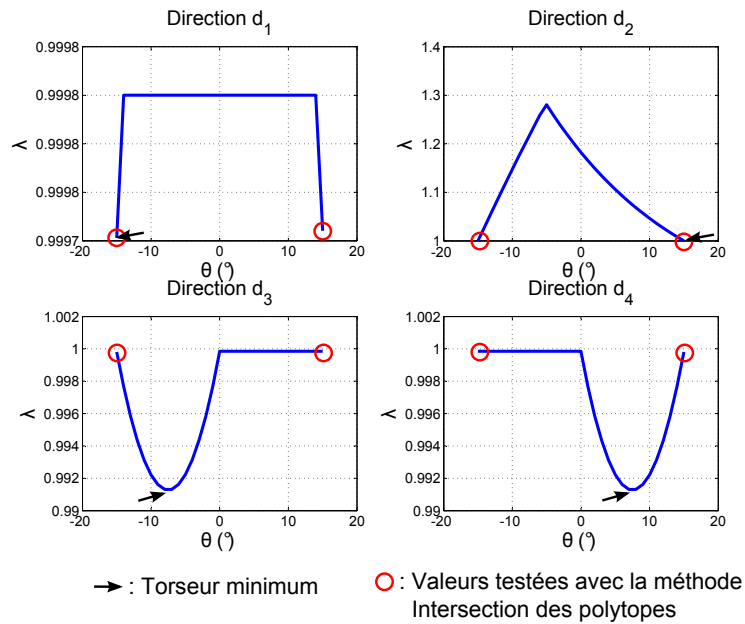 Direction d1
Direction d2
0.9998
0.9998
0.9998
0.9998
0.9997
λ
-20
-10
0
10
20
θ (°)
1.4
1.3
1.2
1.1
1
λ
-20
-10
0
10
20
θ (°)
Direction d3
Direction d4
1.002
1
0.998
0.996
0.994
0.992
0.99
λ
-20
-10
0
10
20
θ (°)
1.002
1
0.998
0.996
0.994
0.992
0.99
λ
-20
-10
0
10
20
θ (°)
: Torseur minimum
: Valeurs testées avec la méthode
Intersection des polytopes